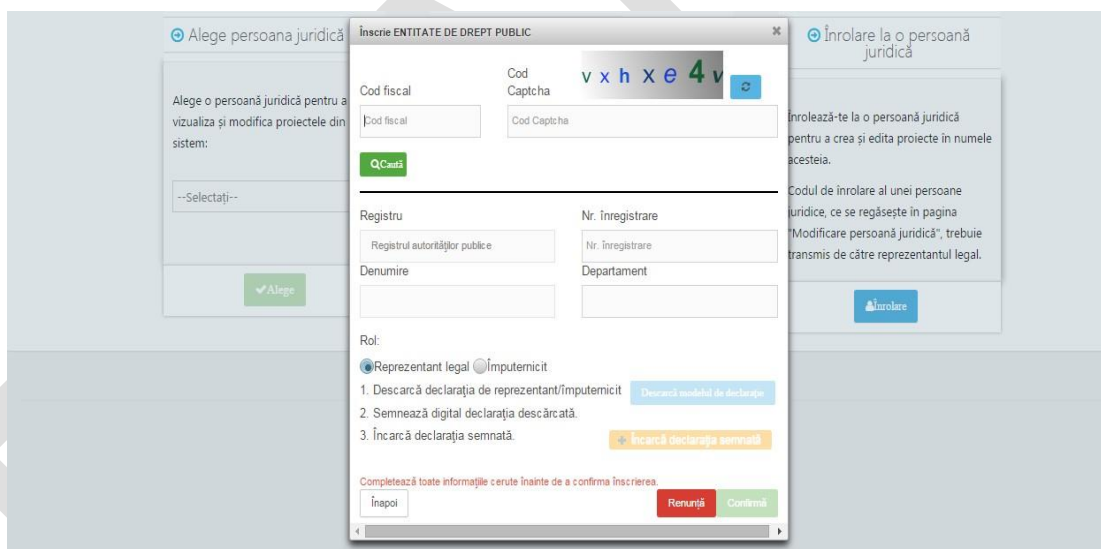 Alege persoana juridică
Alege o persoană juridică pentru a
vizualiza și modifica proiectele din
sistem:
--Selectați--
Alege
Înscrie ENTITATE DE DREPT PUBLIC
Cod fiscal
Cod
Captcha
v x h x e 4 v
Cod fiscal
Cod Captcha
Caută
Registru
Nr. înregistrare
Registrul autorităților publice
Nr. înregistrare
Denumire
Departament
Rol:
Reprezentant legal Împuternicit
1. Descarcă declarația de reprezentant/împuternicit
Descarcă modelul de declarație
2. Semnează digital declarația descărcată.
3. Încarcă declarația semnată.
Încarcă declarația semnată
Completează toate informațiile cerute înainte de a confirma înscrierea.
Înapoi
Renunță
Confirmă
Înrolare la o persoană
juridică
Înrolează-te la o persoană juridică
pentru a crea și edita proiecte în numele
acesteia.
Codul de înrolare al unei persoane
juridice, ce se regăsește în pagina
"Modificare persoană juridică", trebuie
transmis de către reprezentantul legal.
Înrolare